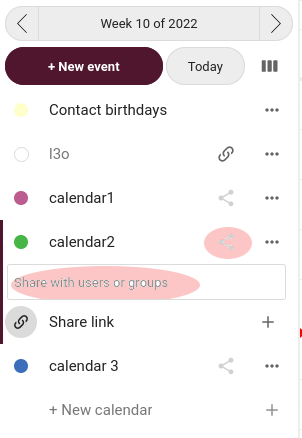 Week 10 of 2022
+ New event
Today
Contact birthdays
l3o
calendar1
calendar2
Share with users or groups
Share link
calendar 3
+ New calendar